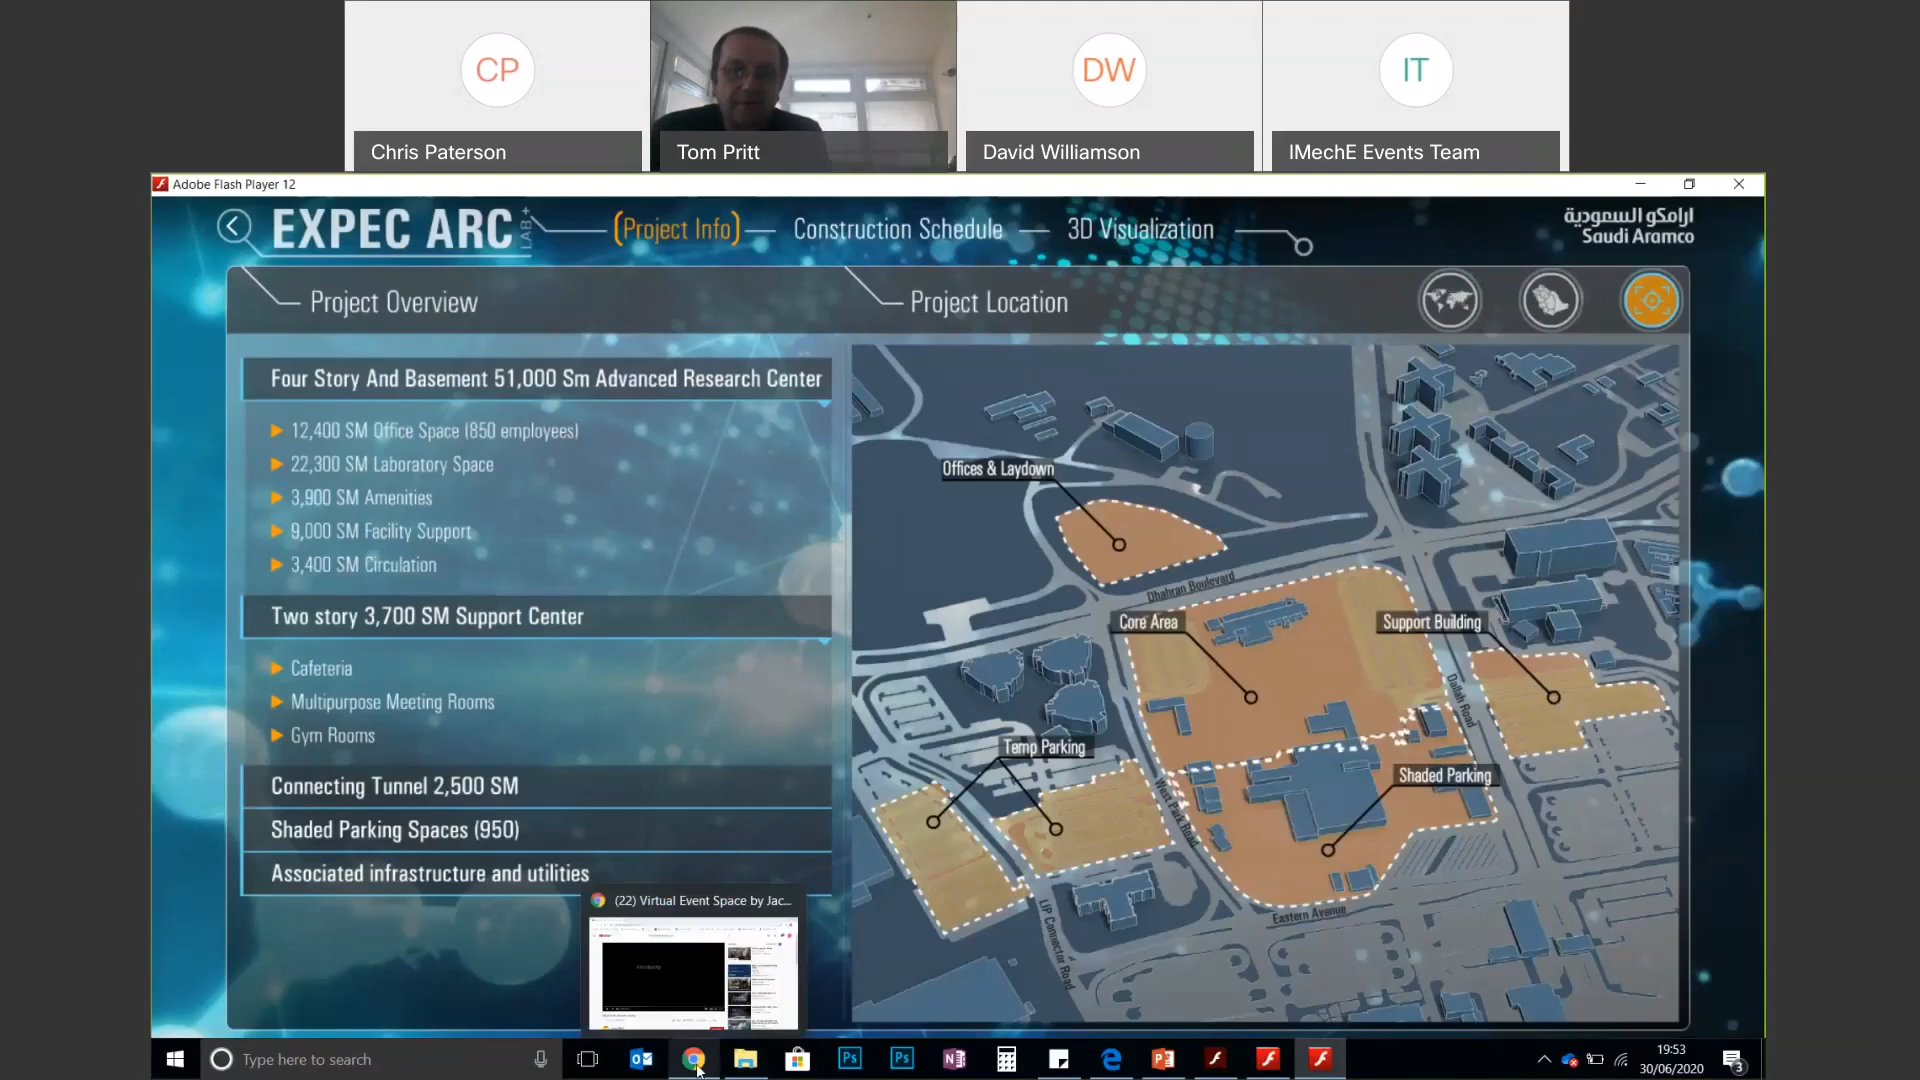 CP
DW
IT
Chris Paterson
Tom Pritt
David Williamson
IMechE Events Team
Adobe Flash Player 12
EXPEC ARC
LAB+
(Project Info)
Construction Schedule
3D Visualization
ارامكو السعودية
Saudi Aramco
Project Overview
Project Location
Four Story And Basement 51,000 Sm Advanced Research Center
12,400 SM Office Space (850 employees)
22,300 SM Laboratory Space
3,900 SM Amenities
9,000 SM Facility Support
3,400 SM Circulation
Two story 3,700 SM Support Center
Cafeteria
Multipurpose Meeting Rooms
Gym Rooms
Connecting Tunnel 2,500 SM
Shaded Parking Spaces (950)
Associated infrastructure and utilities
Offices & Laydown
Dhahran Boulevard
Core Area
Support Building
Dallah Road
Temp Parking
Shaded Parking
West Park Road
Eastern Avenue
LIP Connector Road
(22) Virtual Event Space by Jac...
Type here to search
19:53
30/06/2020
3